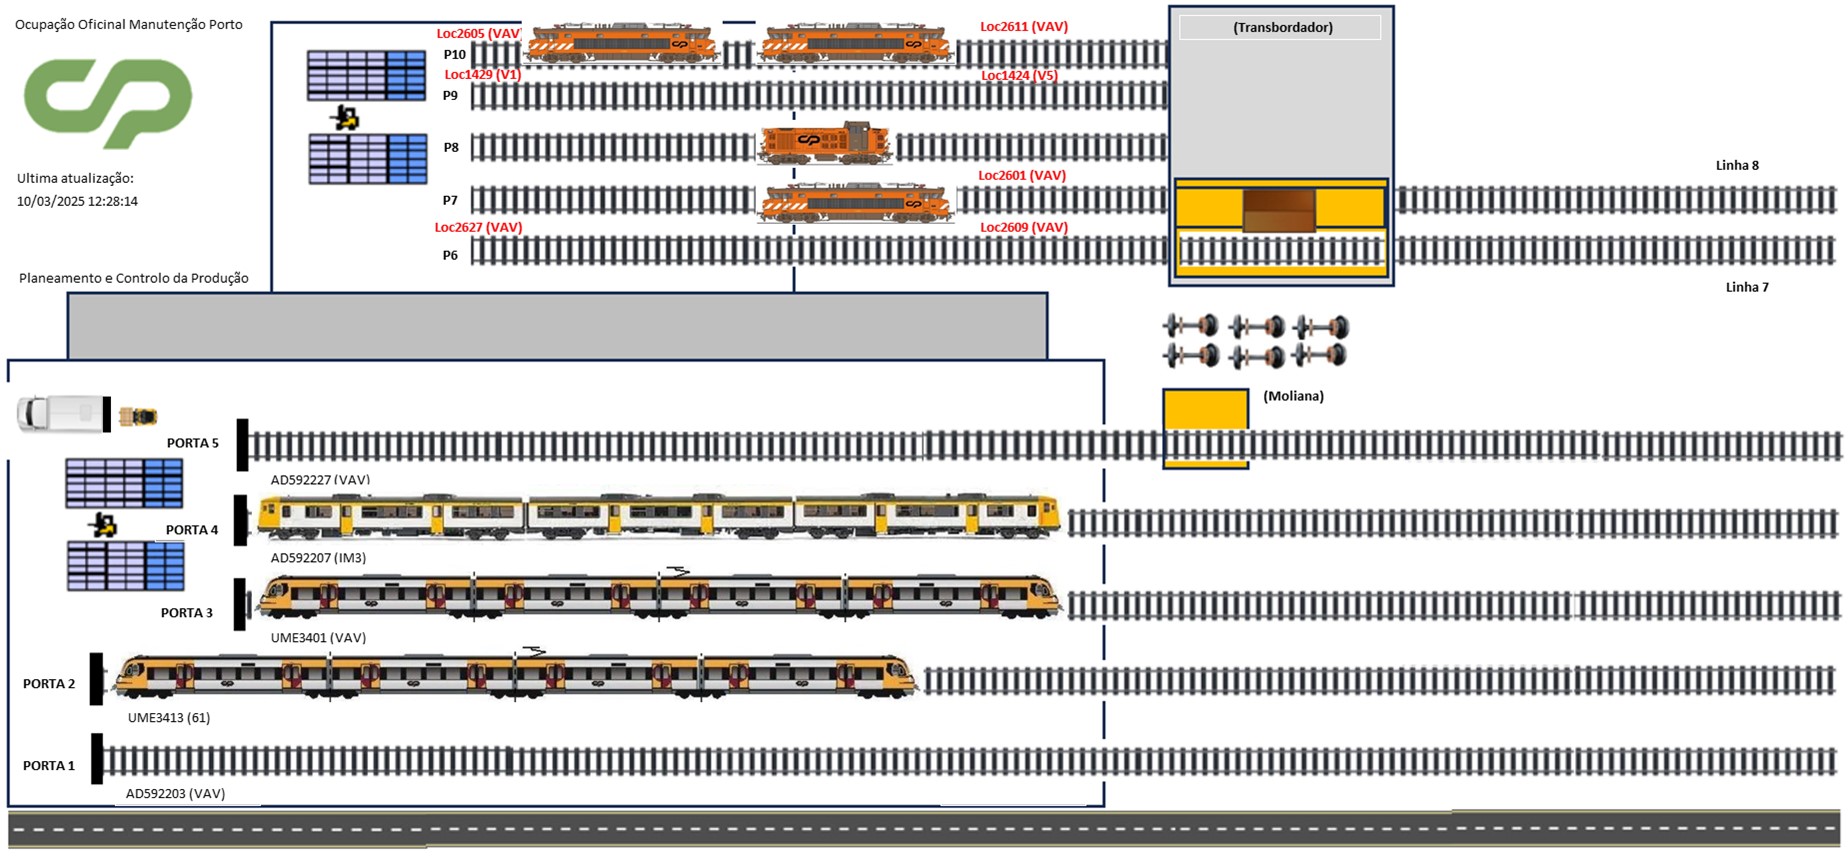 Ocupação Oficinal Manutenção Porto
CP
Ultima atualização:
10/03/2025 12:28:14
Planeamento e Controlo da Produção
Loc2605 (VAV)
Loc2611 (VAV)
P10
Loc1429 (V1)
Loc1424 (V5)
P9
P8
Loc2601 (VAV)
P7
Loc2627 (VAV)
Loc2609 (VAV)
P6
(Transbordador)
Linha 8
Linha 7
(Moliana)
PORTA 5
AD592227 (VAV)
PORTA 4
AD592207 (IM3)
PORTA 3
UME3401 (VAV)
PORTA 2
UME3413 (61)
PORTA 1
AD592203 (VAV)